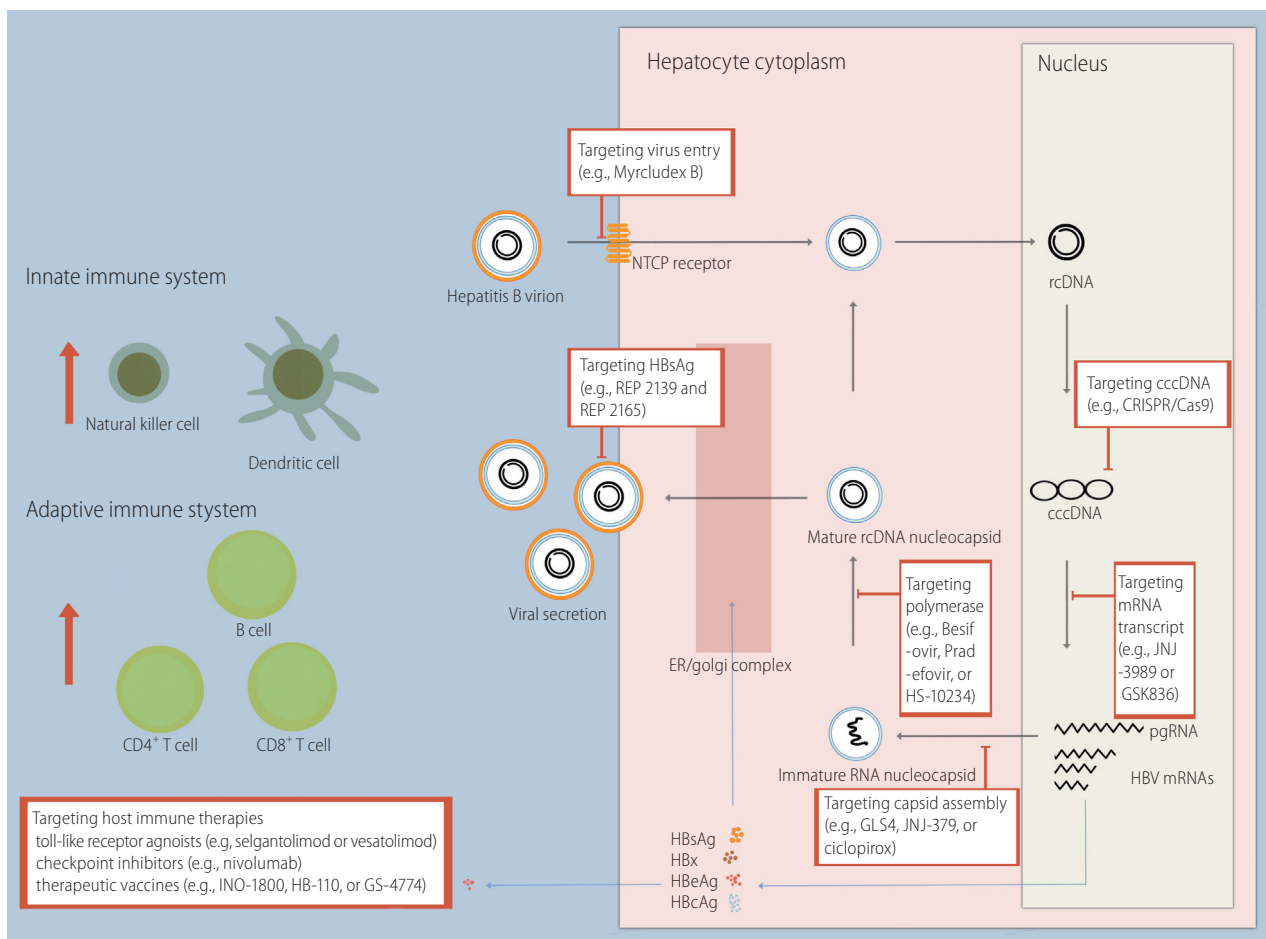 Hepatocyte cytoplasm
Nucleus
Targeting virus entry
(e.g., Myrcludex B)
NTCP receptor
Hepatitis B virion
rcDNA
Innate immune system
Natural killer cell
Dendritic cell
Targeting HBsAg
(e.g., REP 2139 and
REP 2165)
Targeting cccDNA
(e.g., CRISPR/Cas9)
cccDNA
Adaptive immune stystem
B cell
CD4+ T cell
CD8+ T cell
Viral secretion
Mature rcDNA nucleocapsid
ER/golgi complex
Targeting
polymerase
(e.g., Besif
-ovir, Prad
-efovir, or
HS-10234)
Targeting
mRNA
transcript
(e.g., JNJ
-3989 or
GSK836)
pgRNA
HBV mRNAs
Immature RNA nucleocapsid
Targeting capsid assembly
(e.g., GLS4, JNJ-379, or
ciclopirox)
Targeting host immune therapies
toll-like receptor agnoists (e.g, selgantolimod or vesatolimod)
checkpoint inhibitors (e.g., nivolumab)
therapeutic vaccines (e.g., INO-1800, HB-110, or GS-4774)
HBsAg
HBx
HBeAg
HBcAg